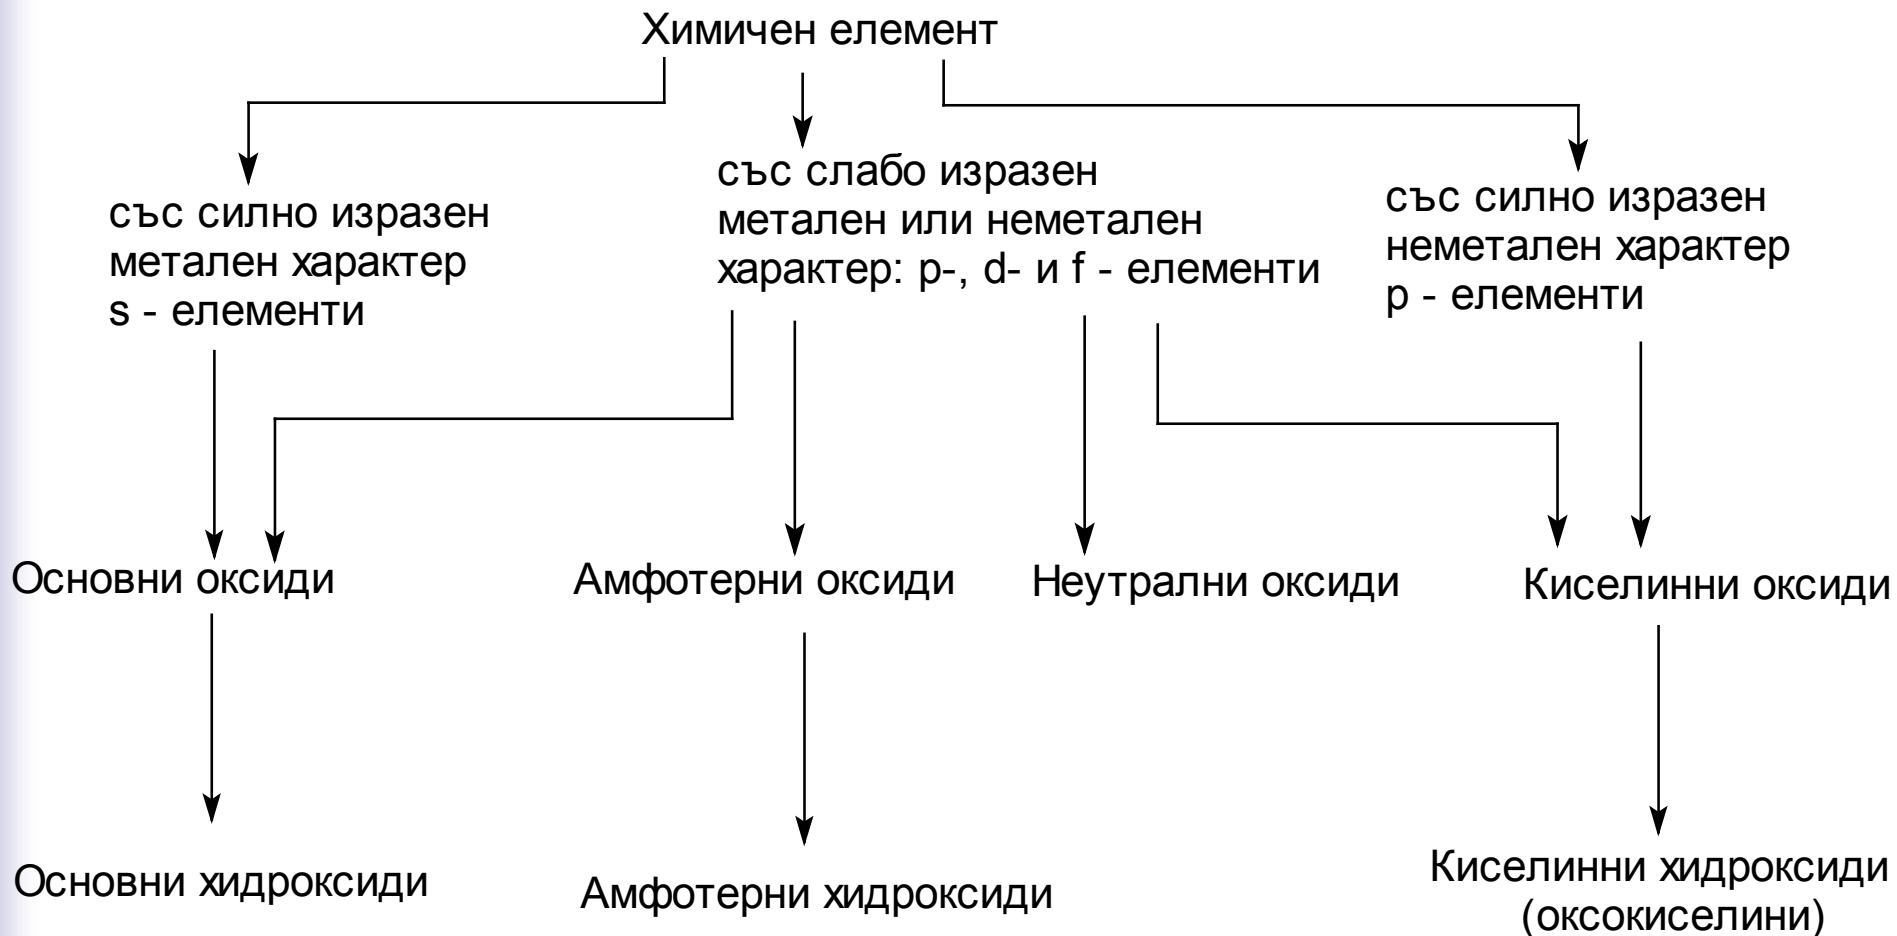 Химичен елемент
със силно изразен
метален характер
s - елементи
със слабо изразен
метален или неметален
характер: p-, d- и f - елементи
със силно изразен
неметален характер
p - елементи
Основни оксиди
Амфотерни оксиди
Неутрални оксиди
Киселинни оксиди
Основни хидроксиди
Амфотерни хидроксиди
Киселинни хидроксиди
(оксокиселини)